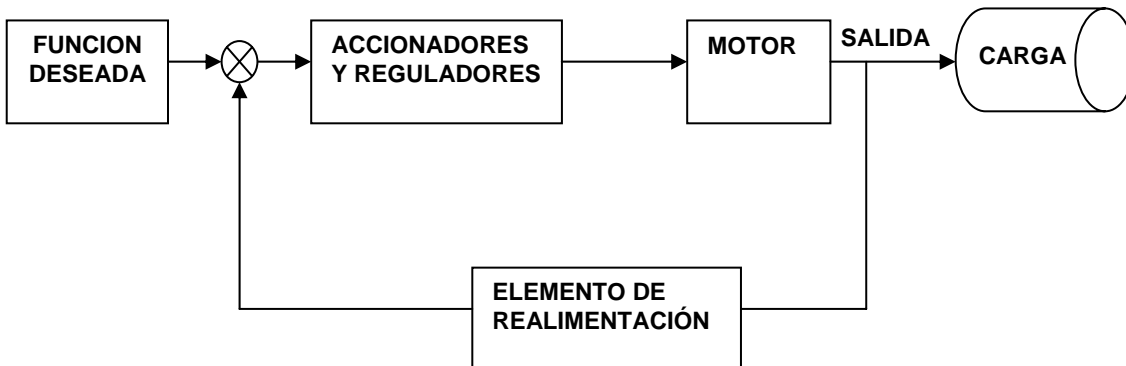 FUNCION
DESEADA
ACCIONADORES
Y REGULADORES
MOTOR
SALIDA
CARGA
ELEMENTO DE
REALIMENTACIÓN